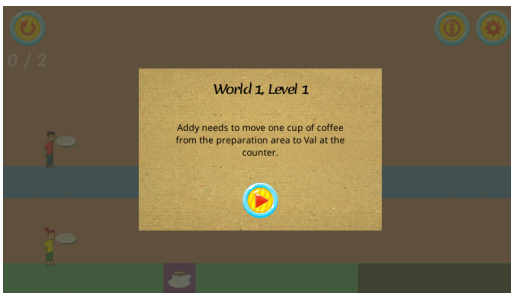 0 / 2
World 1, Level 1
Addy needs to move one cup of coffee
from the preparation area to Val at the
counter.